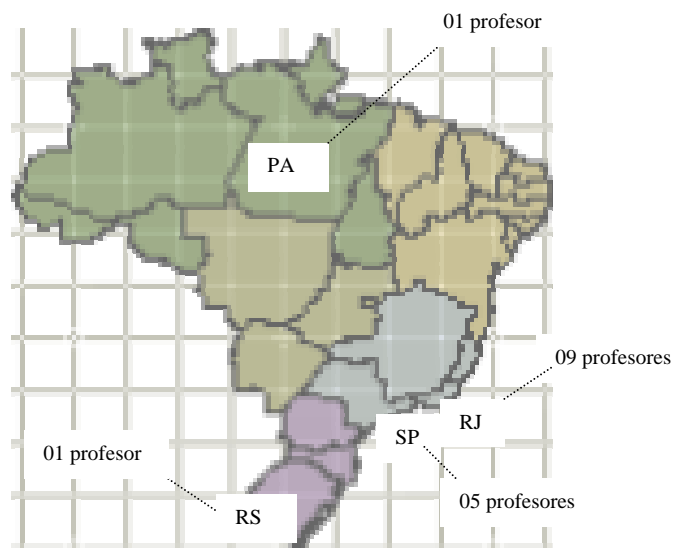 01 profesor
PA
09 profesores
RJ
SP
01 profesor
05 profesores
RS